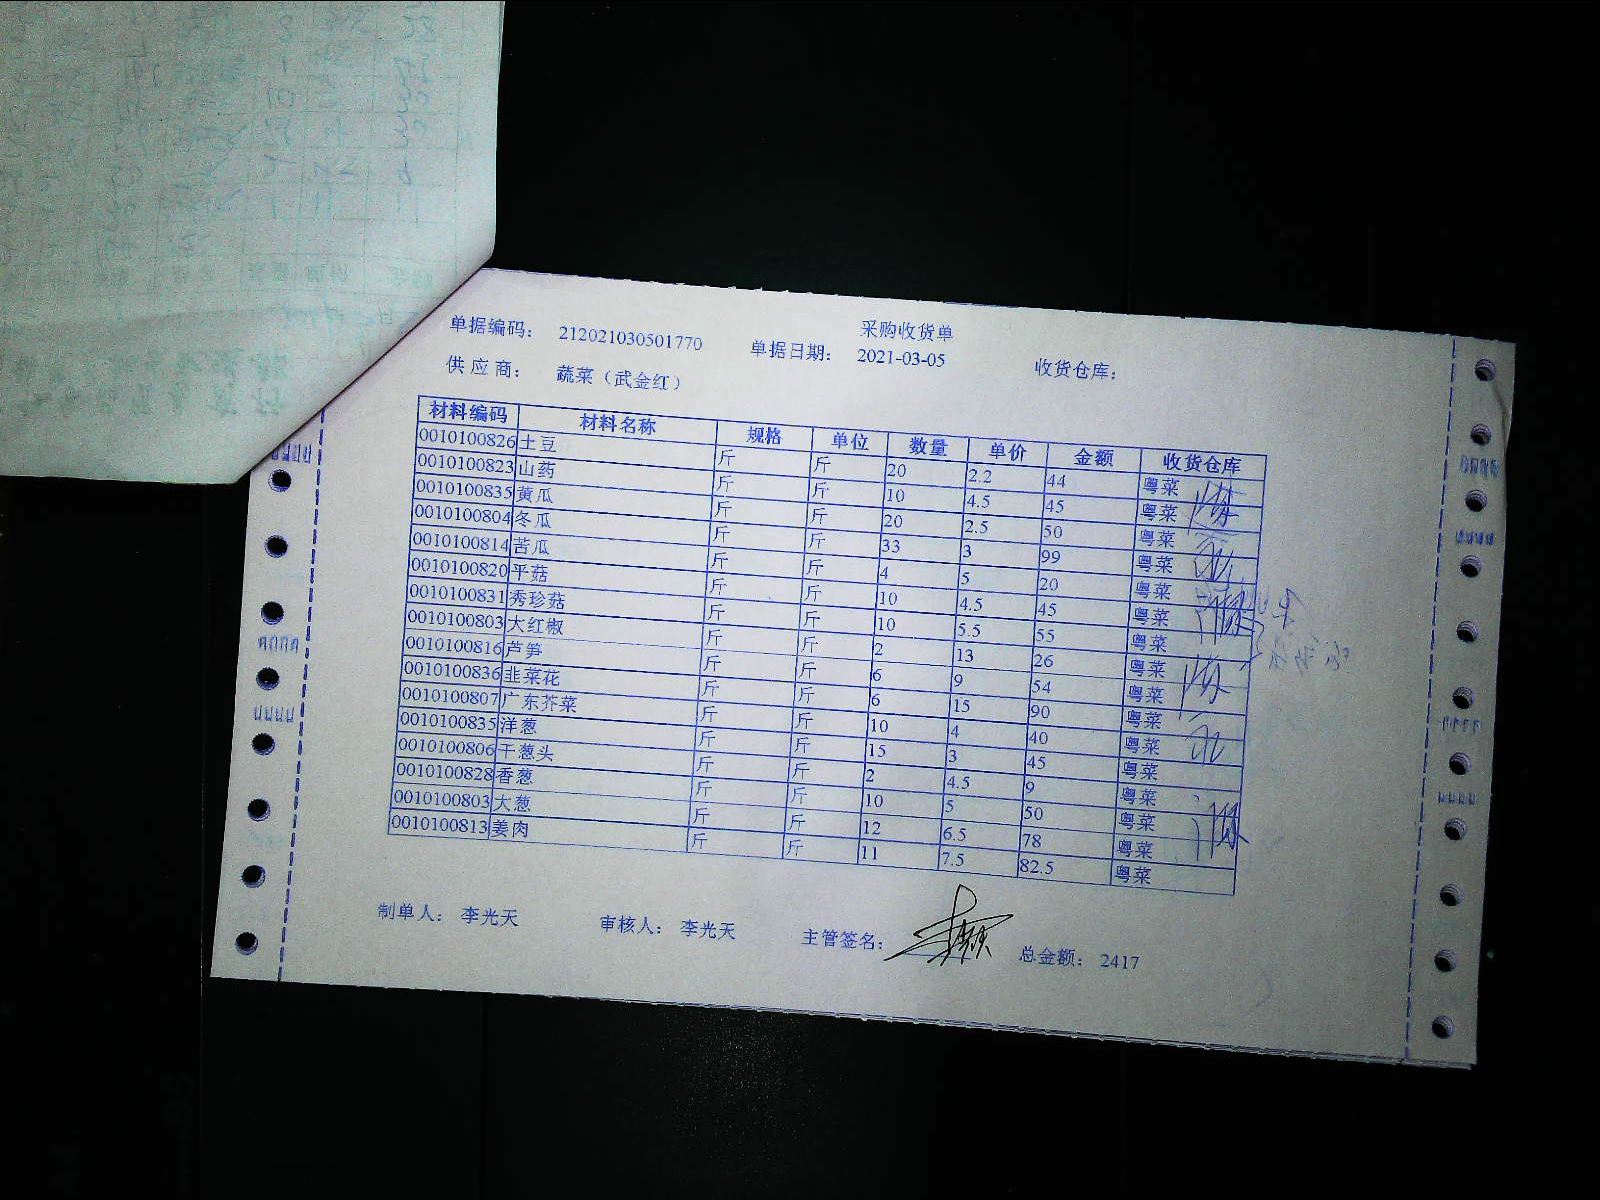 采购收货单
单据编码： 212021030501770 单据日期： 2021-03-05 收货仓库：
供应商： 蔬菜（武金红）
材料编码 材料名称 规格 单位 数量 单价 金额 收货仓库
0010100826 土豆 斤 斤 20 2.2 44 粤菜
0010100823 山药 斤 斤 10 4.5 45 粤菜
0010100835 黄瓜 斤 斤 20 2.5 50 粤菜
0010100804 冬瓜 斤 斤 33 3 99 粤菜
0010100814 苦瓜 斤 斤 4 5 20 粤菜
0010100820 平菇 斤 斤 10 4.5 45 粤菜
0010100831 秀珍菇 斤 斤 10 5.5 55 粤菜
0010100803 大红椒 斤 斤 2 13 26 粤菜
0010100816 芦笋 斤 斤 6 9 54 粤菜
0010100836 韭菜花 斤 斤 6 15 90 粤菜
0010100807 广东芥菜 斤 斤 10 4 40 粤菜
0010100835 洋葱 斤 斤 15 3 45 粤菜
0010100806 干葱头 斤 斤 2 4.5 9 粤菜
0010100828 香葱 斤 斤 10 5 50 粤菜
0010100803 大葱 斤 斤 12 6.5 78 粤菜
0010100813 姜肉 斤 斤 11 7.5 82.5 粤菜
制单人： 李光天 审核人： 李光天 主管签名： 总金额： 2417